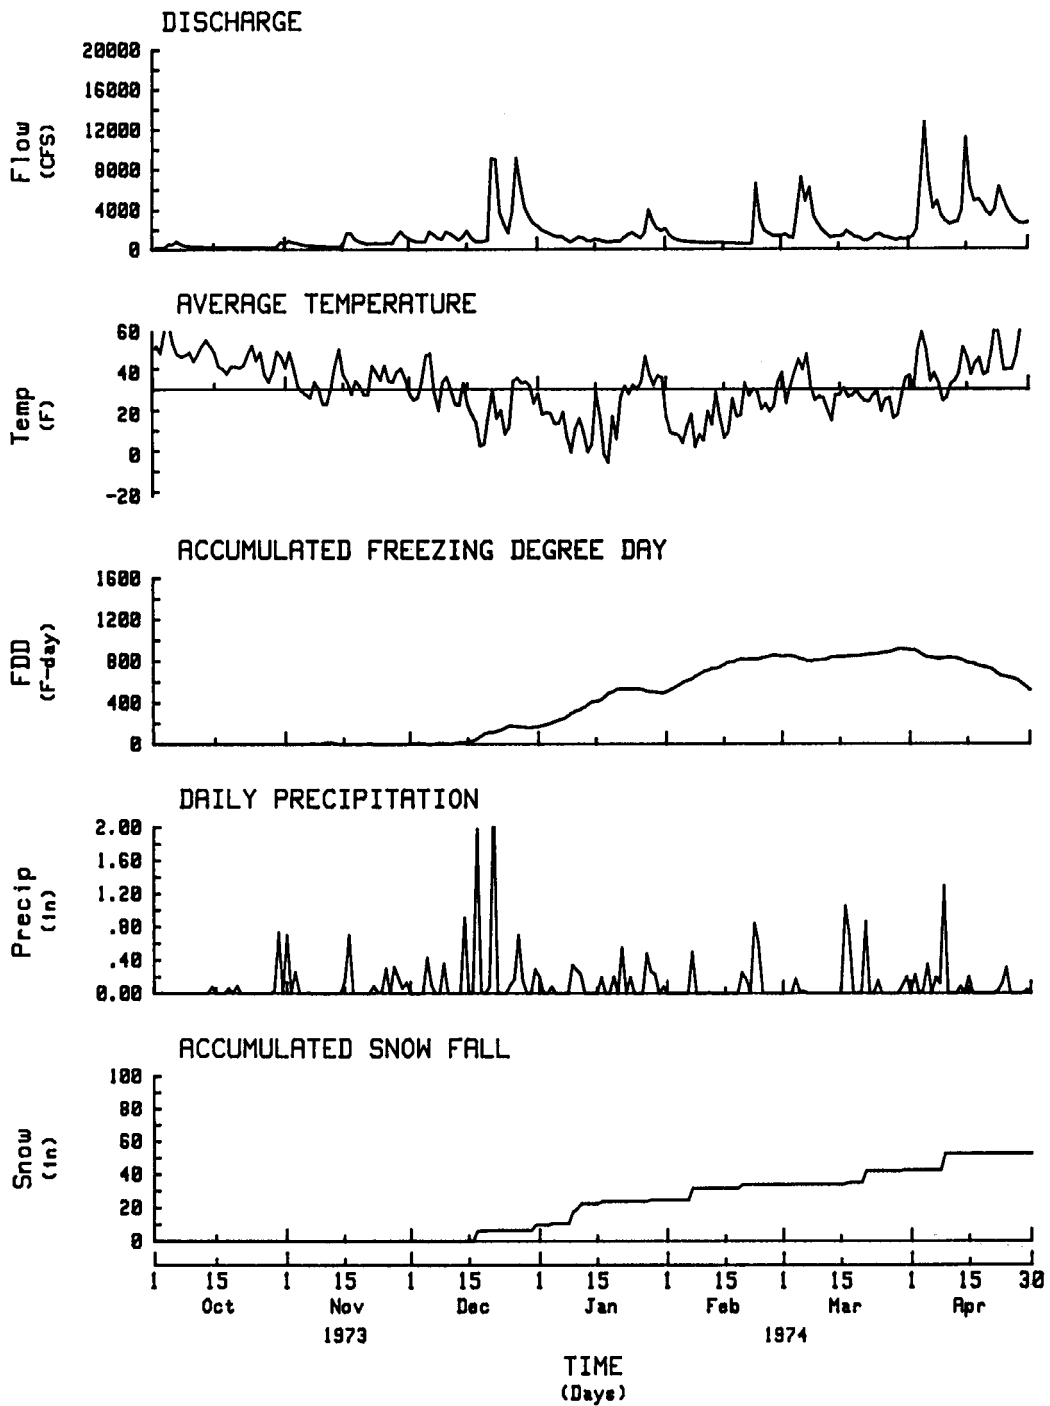 DISCHARGE
20000
16000
12000
8000
4000
0
Flow
(CFS)
AVERAGE TEMPERATURE
60
40
20
0
-20
Temp
(F)
ACCUMULATED FREEZING DEGREE DAY
1600
1200
800
400
0
FDD
(F-day)
DAILY PRECIPITATION
2.00
1.60
1.20
.80
.40
0.00
Precip
(in)
ACCUMULATED SNOW FALL
100
80
60
40
20
0
Snow
(in)
1 15 1 15 1 15 1 15 1 15 1 15 1 15 30
Oct Nov Dec Jan Feb Mar Apr
1973 1974
TIME
(Days)